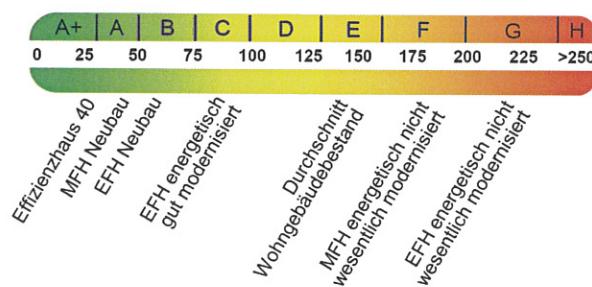 A+ A B C D E F G H
0 25 50 75 100 125 150 175 200 225 >250
Effizienzhaus 40
MFH Neubau
EFH Neubau
EFH energetisch
gut modernisiert
Durchschnitt
Wohngebäudebestand
MFH energetisch nicht
wesentlich modernisiert
EFH energetisch nicht
wesentlich modernisiert